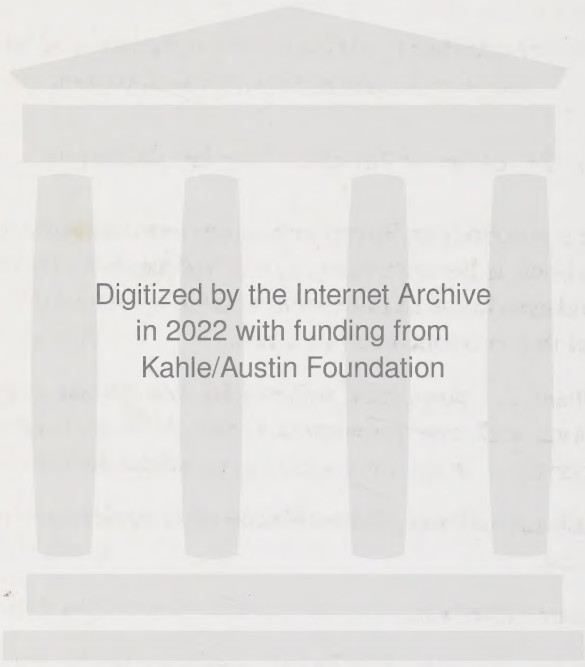 Digitized by the Internet Archive
in 2022 with funding from
Kahle/Austin Foundation